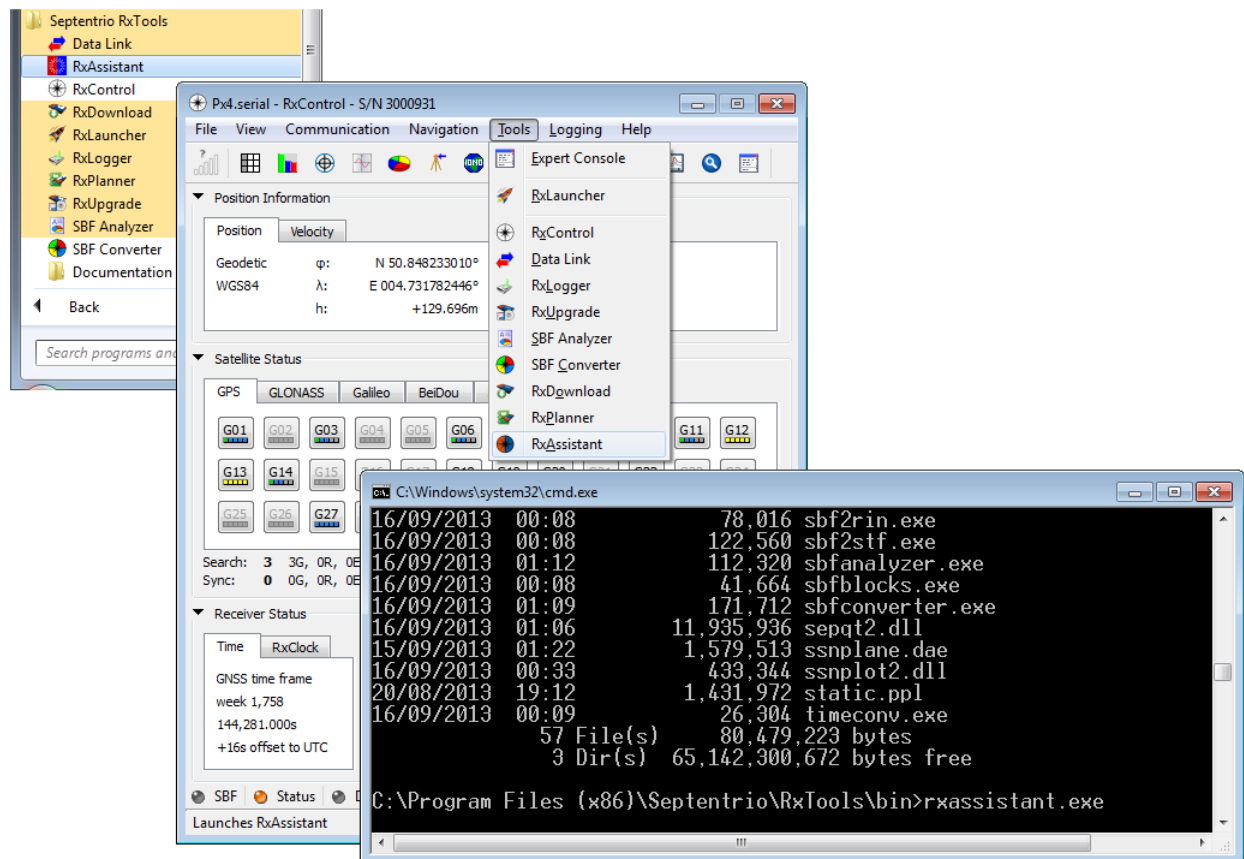 Septentrio RxTools
Data Link
RxAssistant
RxControl
RxDownload
RxLauncher
RxLogger
RxPlanner
RxUpgrade
SBF Analyzer
SBF Converter
Documentation
Back
Search programs and
Px4.serial - RxControl - S/N 3000931
File View Communication Navigation Tools Logging Help
Position Information
Position Velocity
Geodetic φ: N 50.848233010°
WGS84 λ: E 004.731782446°
h: +129.696m
Expert Console
RxLauncher
RxControl
Data Link
RxLogger
RxUpgrade
SBF Analyzer
SBF Converter
RxDownload
RxPlanner
RxAssistant
Satellite Status
GPS GLONASS Galileo BeiDou
G01 G02 G03 G04 G05 G06 G11 G12
G13 G14 G15
G25 G26 G27
Search: 3 3G, 0R, 0E
Sync: 0 0G, 0R, 0E
Receiver Status
Time RxClock
GNSS time frame
week 1,758
144,281.000s
+16s offset to UTC
SBF Status
Launches RxAssistant
C:\Windows\system32\cmd.exe
16/09/2013 00:08 78,016 sbf2rin.exe
16/09/2013 00:08 122,560 sbf2stf.exe
16/09/2013 01:12 112,320 sbfanalyzer.exe
16/09/2013 00:08 41,664 sbfblocks.exe
16/09/2013 01:09 171,712 sbfconverter.exe
16/09/2013 01:06 11,935,936 sepqt2.dll
15/09/2013 01:22 1,579,513 ssnplane.dae
16/09/2013 00:33 433,344 ssnplot2.dll
20/08/2013 19:12 1,431,972 static.ppl
16/09/2013 00:09 26,304 timeconv.exe
57 File(s) 80,479,223 bytes
3 Dir(s) 65,142,300,672 bytes free
C:\Program Files (x86)\Septentrio\RxTools\bin>rxassistant.exe